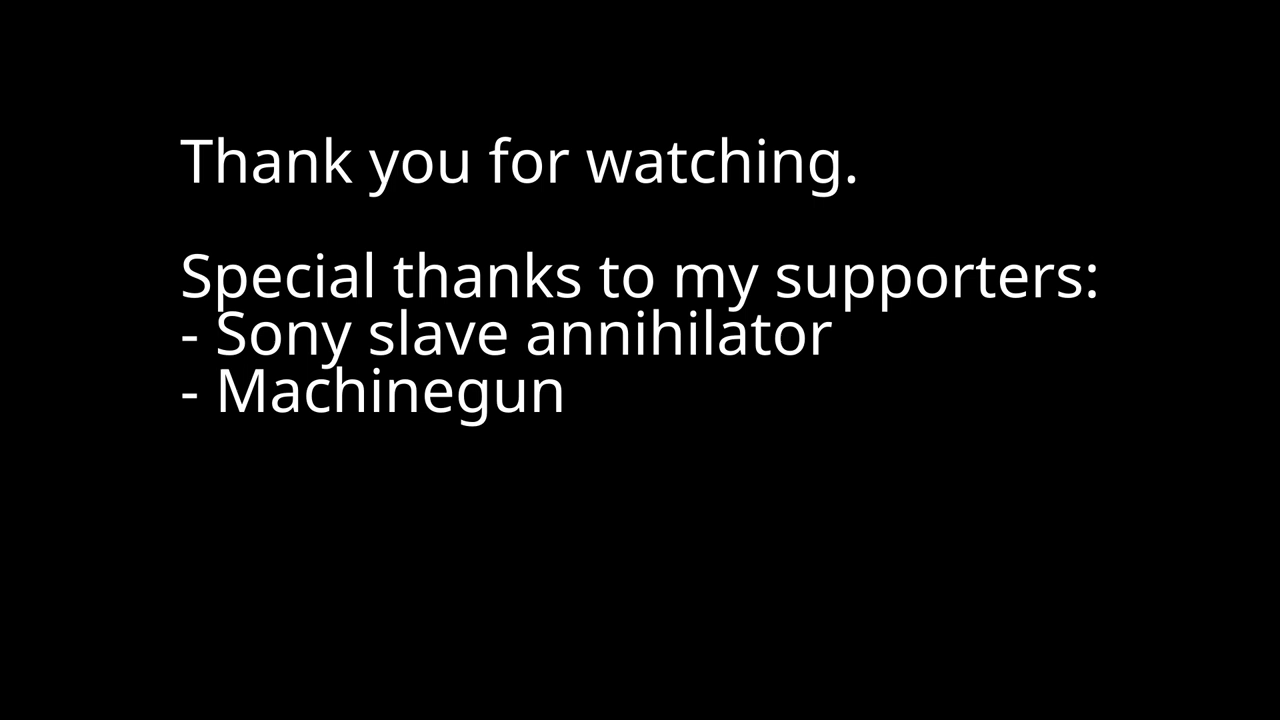 Thank you for watching.
Special thanks to my supporters:
- Sony slave annihilator
- Machinegun